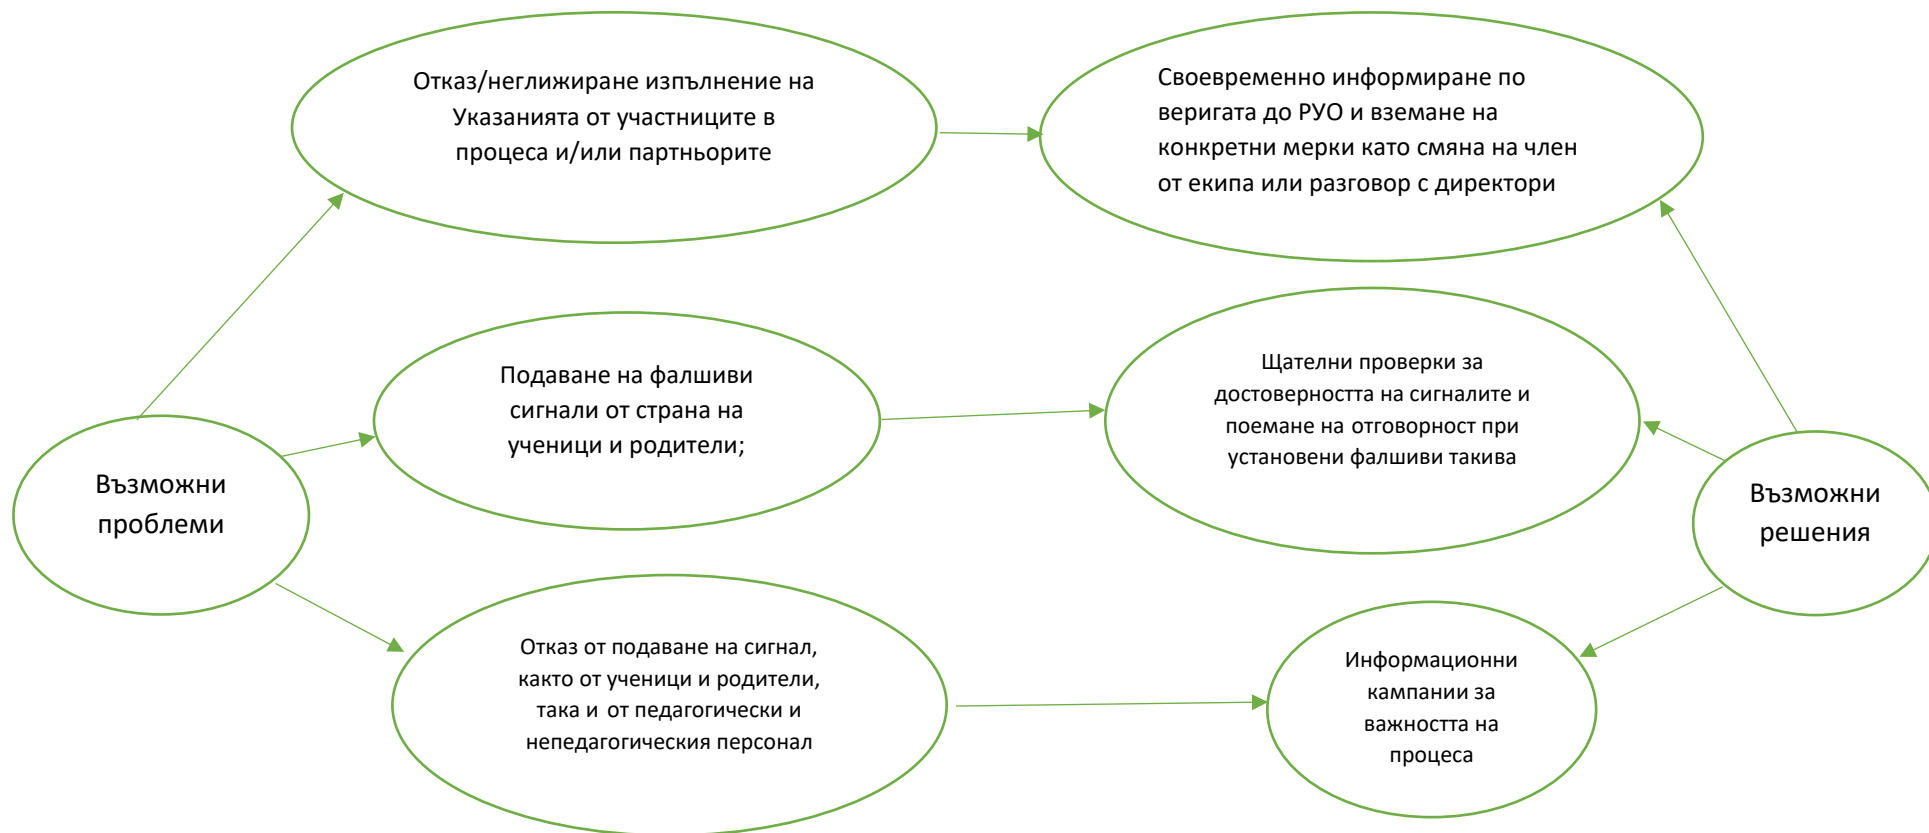 Отказ/неглижиране изпълнение на
Указанията от участниците в
процеса и/или партньорите
Своевременно информиране по
веригата до РУО и вземане на
конкретни мерки като смяна на член
от екипа или разговор с директори
Подаване на фалшиви
сигнали от страна на
ученици и родители;
Щателни проверки за
достоверността на сигналите и
поемане на отговорност при
установени фалшиви такива
Възможни
проблеми
Възможни
решения
Отказ от подаване на сигнал,
както от ученици и родители,
така и от педагогически и
непедагогическия персонал
Информационни
кампании за
важността на
процеса